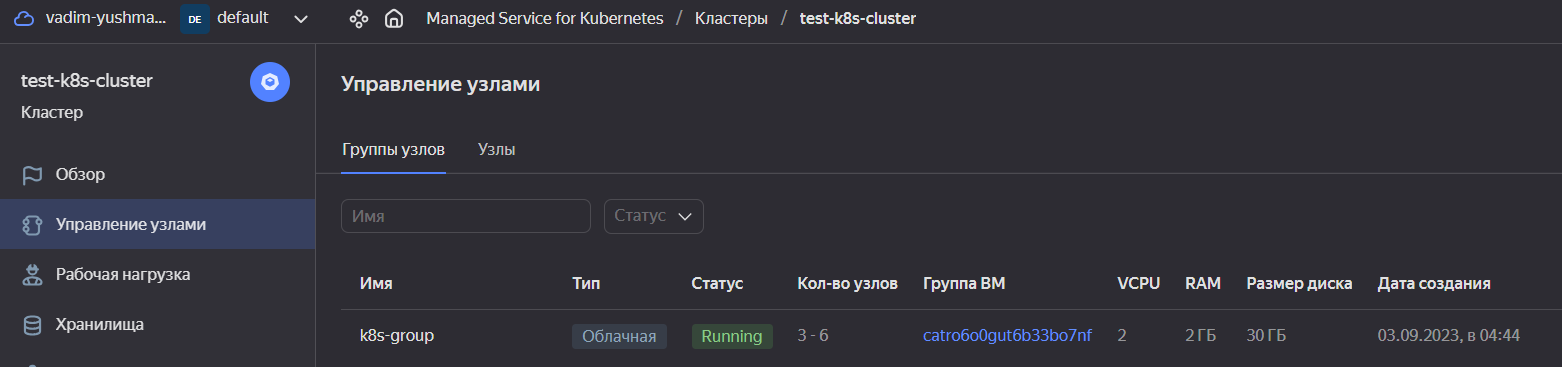 vadim-yushma... DE default Managed Service for Kubernetes / Кластеры / test-k8s-cluster
test-k8s-cluster
Кластер
Обзор
Управление узлами
Рабочая нагрузка
Хранилища
Управление узлами
Группы узлов Узлы
Имя Статус
Имя Тип Статус Кол-во узлов Группа ВМ VCPU RAM Размер диска Дата создания
k8s-group Облачная Running 3 - 6 catro6o0gut6b33bo7nf 2 2 ГБ 30 ГБ 03.09.2023, в 04:44